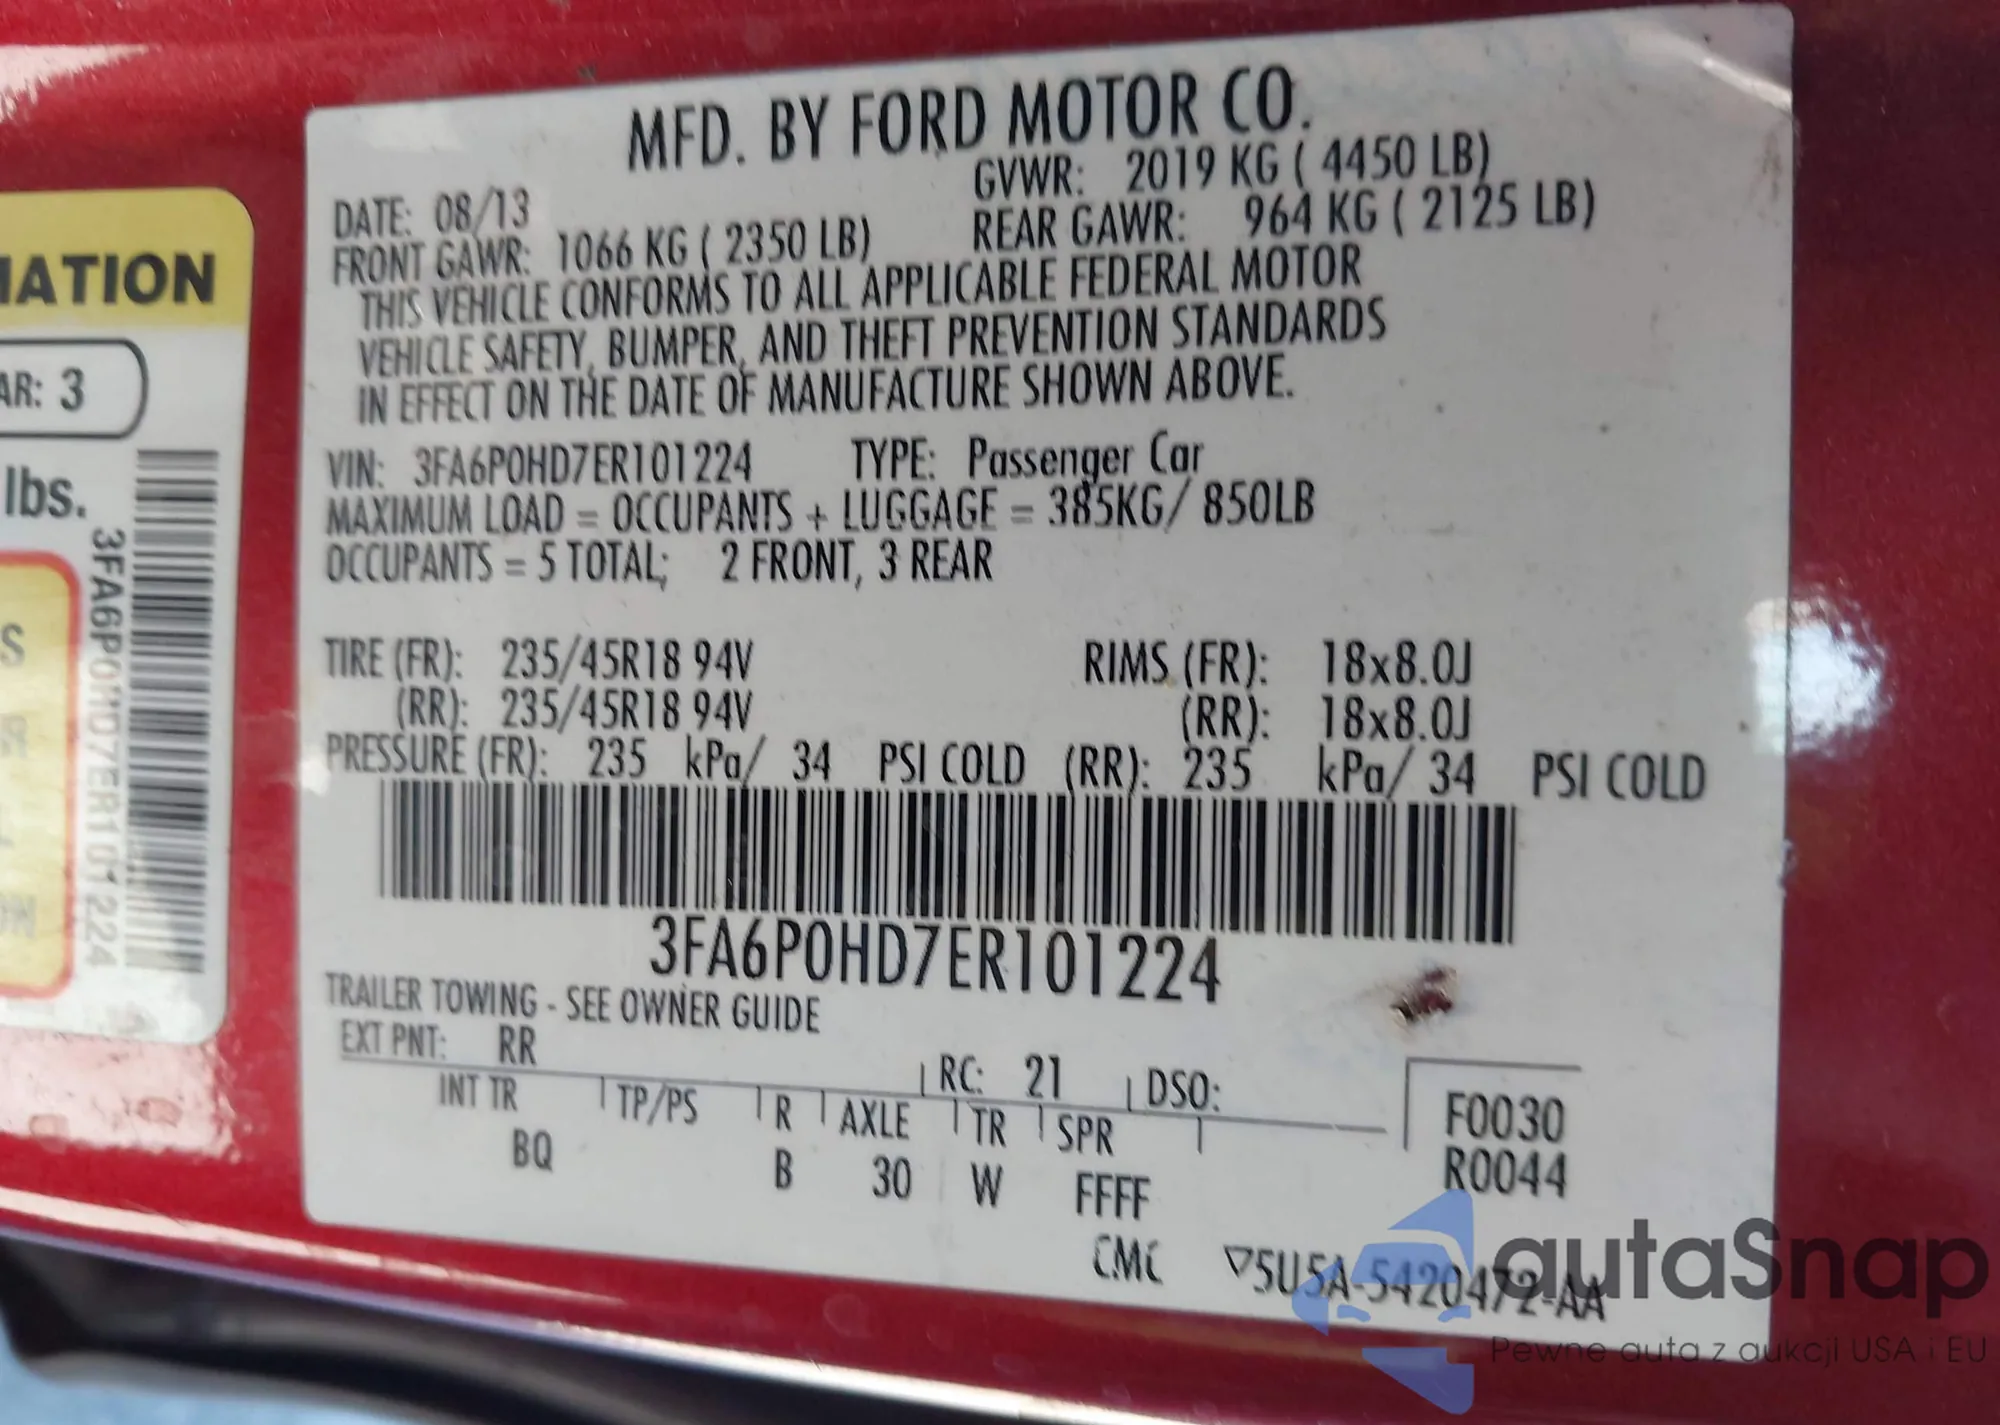 MATION
AR: 3
lbs.
3FA6P0HD7ER101224
MFD. BY FORD MOTOR CO.
DATE: 08/13 GVWR: 2019 KG ( 4450 LB)
FRONT GAWR: 1066 KG ( 2350 LB) REAR GAWR: 964 KG ( 2125 LB)
THIS VEHICLE CONFORMS TO ALL APPLICABLE FEDERAL MOTOR
VEHICLE SAFETY, BUMPER, AND THEFT PREVENTION STANDARDS
IN EFFECT ON THE DATE OF MANUFACTURE SHOWN ABOVE.
VIN: 3FA6P0HD7ER101224 TYPE: Passenger Car
MAXIMUM LOAD = OCCUPANTS + LUGGAGE = 385KG/ 850LB
OCCUPANTS = 5 TOTAL; 2 FRONT, 3 REAR
TIRE (FR): 235/45R18 94V RIMS (FR): 18x8.0J
(RR): 235/45R18 94V (RR): 18x8.0J
PRESSURE (FR): 235 kPa/ 34 PSI COLD (RR): 235 kPa/ 34 PSI COLD
3FA6P0HD7ER101224
TRAILER TOWING - SEE OWNER GUIDE
EXT PNT: RR RC: 21 DSO:
INT TR TP/PS R AXLE TR SPR F0030
BQ B 30 W FFFF R0044
CMC ▽5U5A-5420472-AA
autaSnap
Pewne auta z aukcji USA i EU